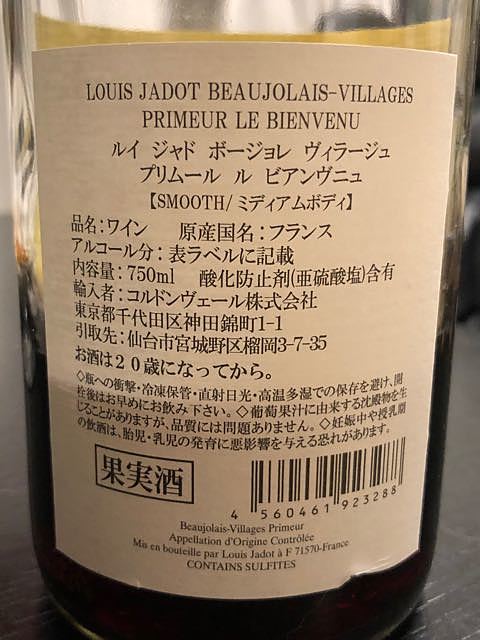 LOUIS JADOT BEAUJOLAIS-VILLAGES
PRIMEUR LE BIENVENU
ルイ ジャド ボージョレ ヴィラージュ
プリムール ル ビアンヴニュ
【SMOOTH/ミディアムボディ】
品名:ワイン 原産国名:フランス
アルコール分:表ラベルに記載
内容量:750ml 酸化防止剤(亜硫酸塩)含有
輸入者:コルドンヴェール株式会社
東京都千代田区神田錦町1-1
引取先:仙台市宮城野区榴岡3-7-35
お酒は20歳になってから。
◇瓶への衝撃・冷凍保管・直射日光・高温多湿での保存を避け、開
栓後はお早めにお飲み下さい。◇葡萄果汁に由来する沈殿物を生
じることがありますが、品質には問題ありません。◇妊娠中や授乳期
の飲酒は、胎児・乳児の発育に悪影響を与える恐れがあります。
果実酒
4 560461 923288
Beaujolais-Villages Primeur
Appellation d'Origine Contrôlée
Mis en bouteille par Louis Jadot à F 71570-France
CONTAINS SULFITES